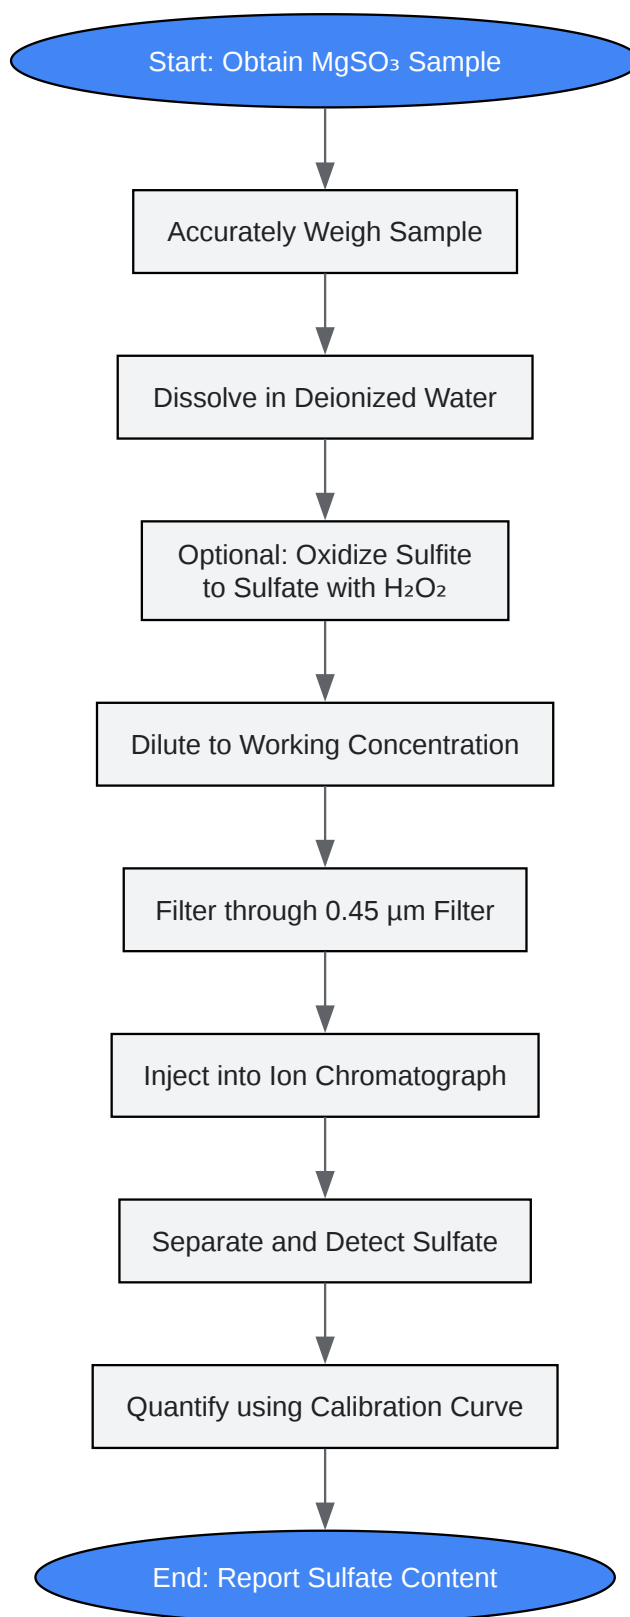 Start: Obtain MgSO₃ Sample
Accurately Weigh Sample
Dissolve in Deionized Water
Optional: Oxidize Sulfite
to Sulfate with H₂O₂
Dilute to Working Concentration
Filter through 0.45 µm Filter
Inject into Ion Chromatograph
Separate and Detect Sulfate
Quantify using Calibration Curve
End: Report Sulfate Content